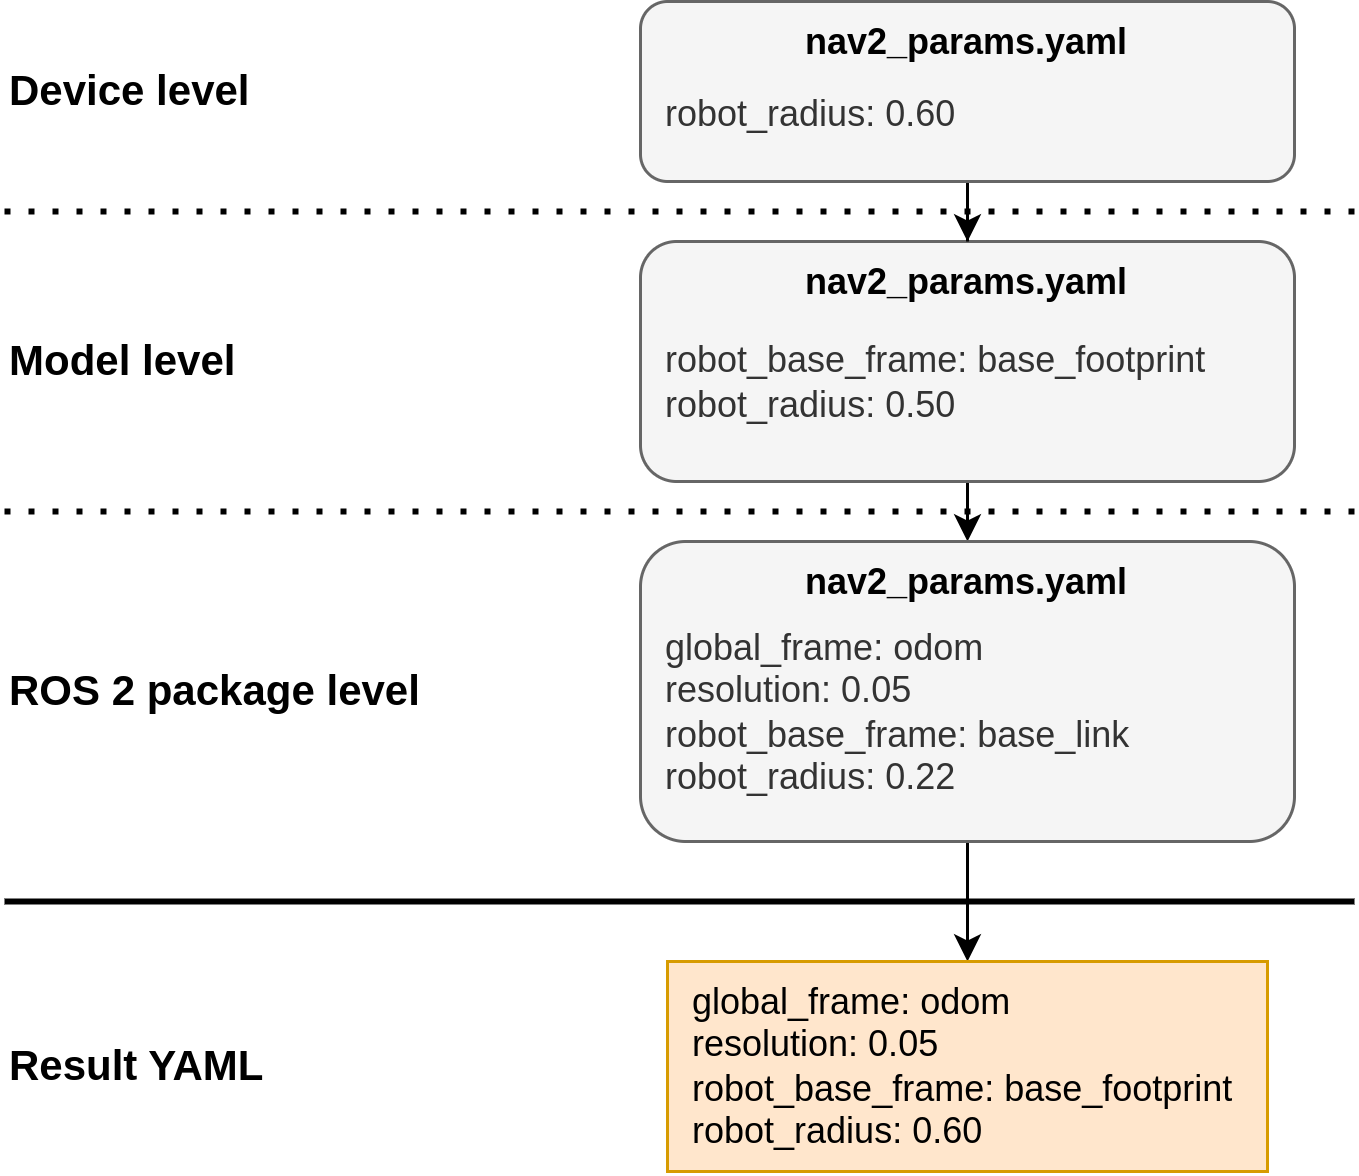 Device level
nav2_params.yaml
robot_radius: 0.60
Model level
nav2_params.yaml
robot_base_frame: base_footprint
robot_radius: 0.50
ROS 2 package level
nav2_params.yaml
global_frame: odom
resolution: 0.05
robot_base_frame: base_link
robot_radius: 0.22
Result YAML
global_frame: odom
resolution: 0.05
robot_base_frame: base_footprint
robot_radius: 0.60